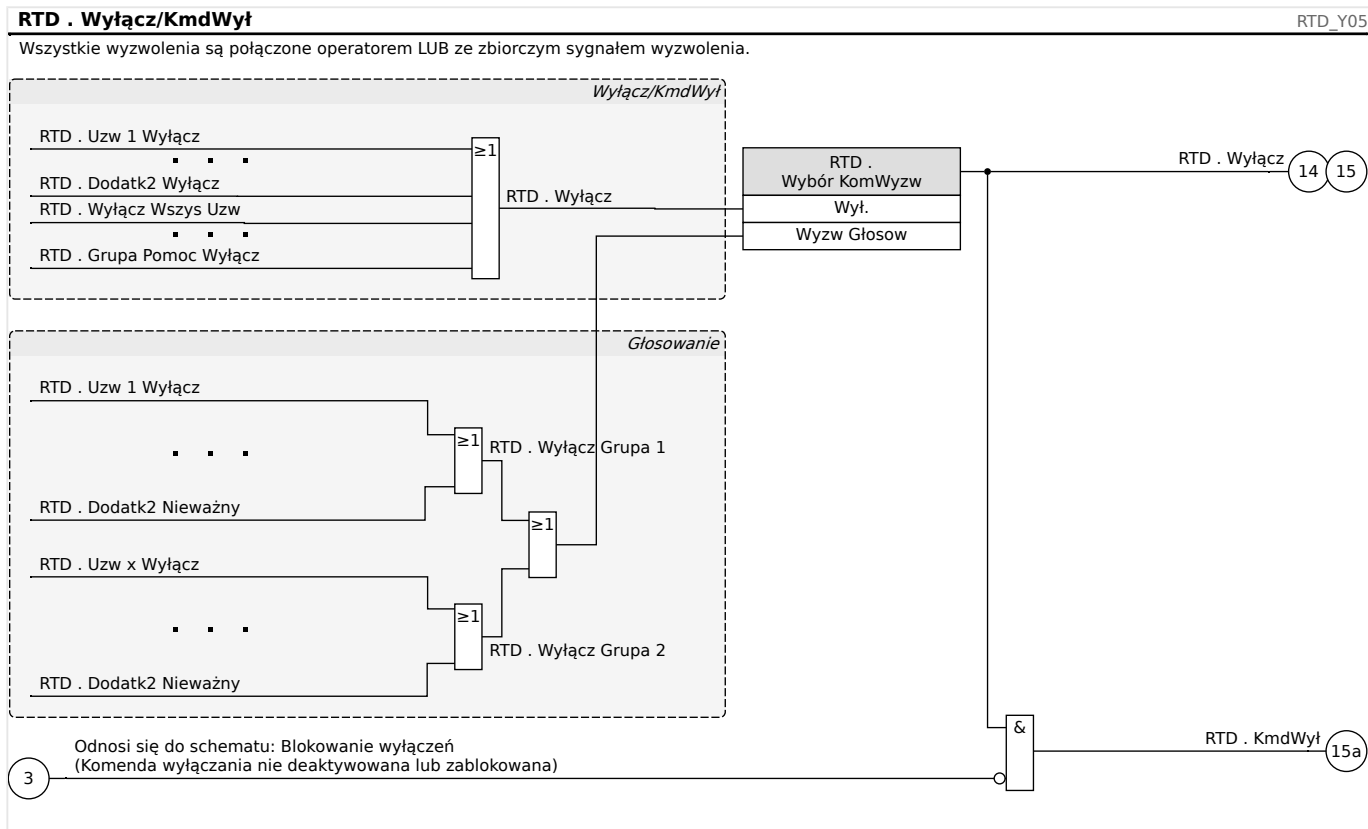 RTD . Wyłącz/KmdWył
RTD_Y05
Wszystkie wyzwolenia są połączone operatorem LUB ze zbiorczym sygnałem wyzwolenia.
Wyłącz/KmdWył
RTD . Uzw 1 Wyłącz
RTD . Dodatk2 Wyłącz
RTD . Wyłącz Wszys Uzw
RTD . Grupa Pomoc Wyłącz
≥1
RTD . Wyłącz
RTD .
Wybór KomWyzw
Wył.
Wyzw Głosow
RTD . Wyłącz
14
15
Głosowanie
RTD . Uzw 1 Wyłącz
≥1
RTD . Wyłącz Grupa 1
RTD . Dodatk2 Nieważny
≥1
RTD . Uzw x Wyłącz
≥1
RTD . Wyłącz Grupa 2
RTD . Dodatk2 Nieważny
3
Odnosi się do schematu: Blokowanie wyłączeń
(Komenda wyłączania nie deaktywowana lub zablokowana)
&
RTD . KmdWył
15a